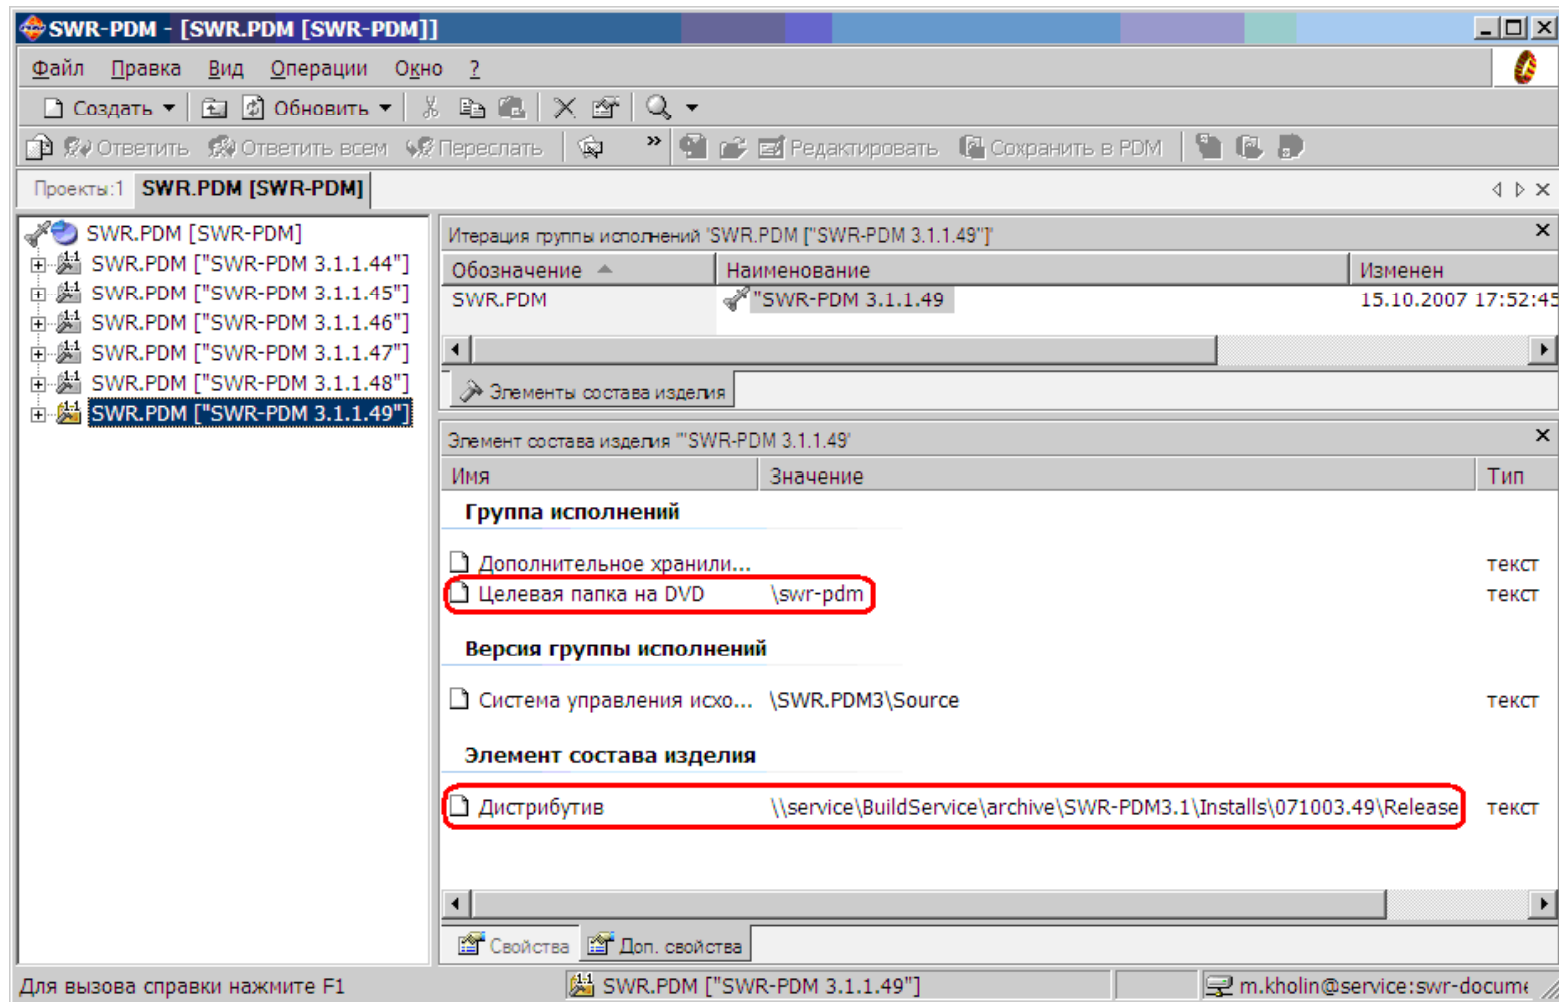 SWR-PDM - [SWR.PDM [SWR-PDM]]
Файл Правка Вид Операции Окно ?
Создать Обновить
Ответить Ответить всем Переслать » Редактировать Сохранить в PDM
Проекты:1 SWR.PDM [SWR-PDM]
SWR.PDM [SWR-PDM]
SWR.PDM ["SWR-PDM 3.1.1.44"]
SWR.PDM ["SWR-PDM 3.1.1.45"]
SWR.PDM ["SWR-PDM 3.1.1.46"]
SWR.PDM ["SWR-PDM 3.1.1.47"]
SWR.PDM ["SWR-PDM 3.1.1.48"]
SWR.PDM ["SWR-PDM 3.1.1.49"]
Итерация группы исполнений 'SWR.PDM ["SWR-PDM 3.1.1.49"]'
Обозначение Наименование Изменен
SWR.PDM "SWR-PDM 3.1.1.49 15.10.2007 17:52:45
Элементы состава изделия
Элемент состава изделия '"SWR-PDM 3.1.1.49'
Имя Значение Тип
Группа исполнений
Дополнительное хранили... текст
Целевая папка на DVD \swr-pdm текст
Версия группы исполнений
Система управления исхо... \SWR.PDM3\Source текст
Элемент состава изделия
Дистрибутив \\service\BuildService\archive\SWR-PDM3.1\Installs\071003.49\Release текст
Свойства Доп. свойства
Для вызова справки нажмите F1 SWR.PDM ["SWR-PDM 3.1.1.49"] m.kholin@service:swr-docume